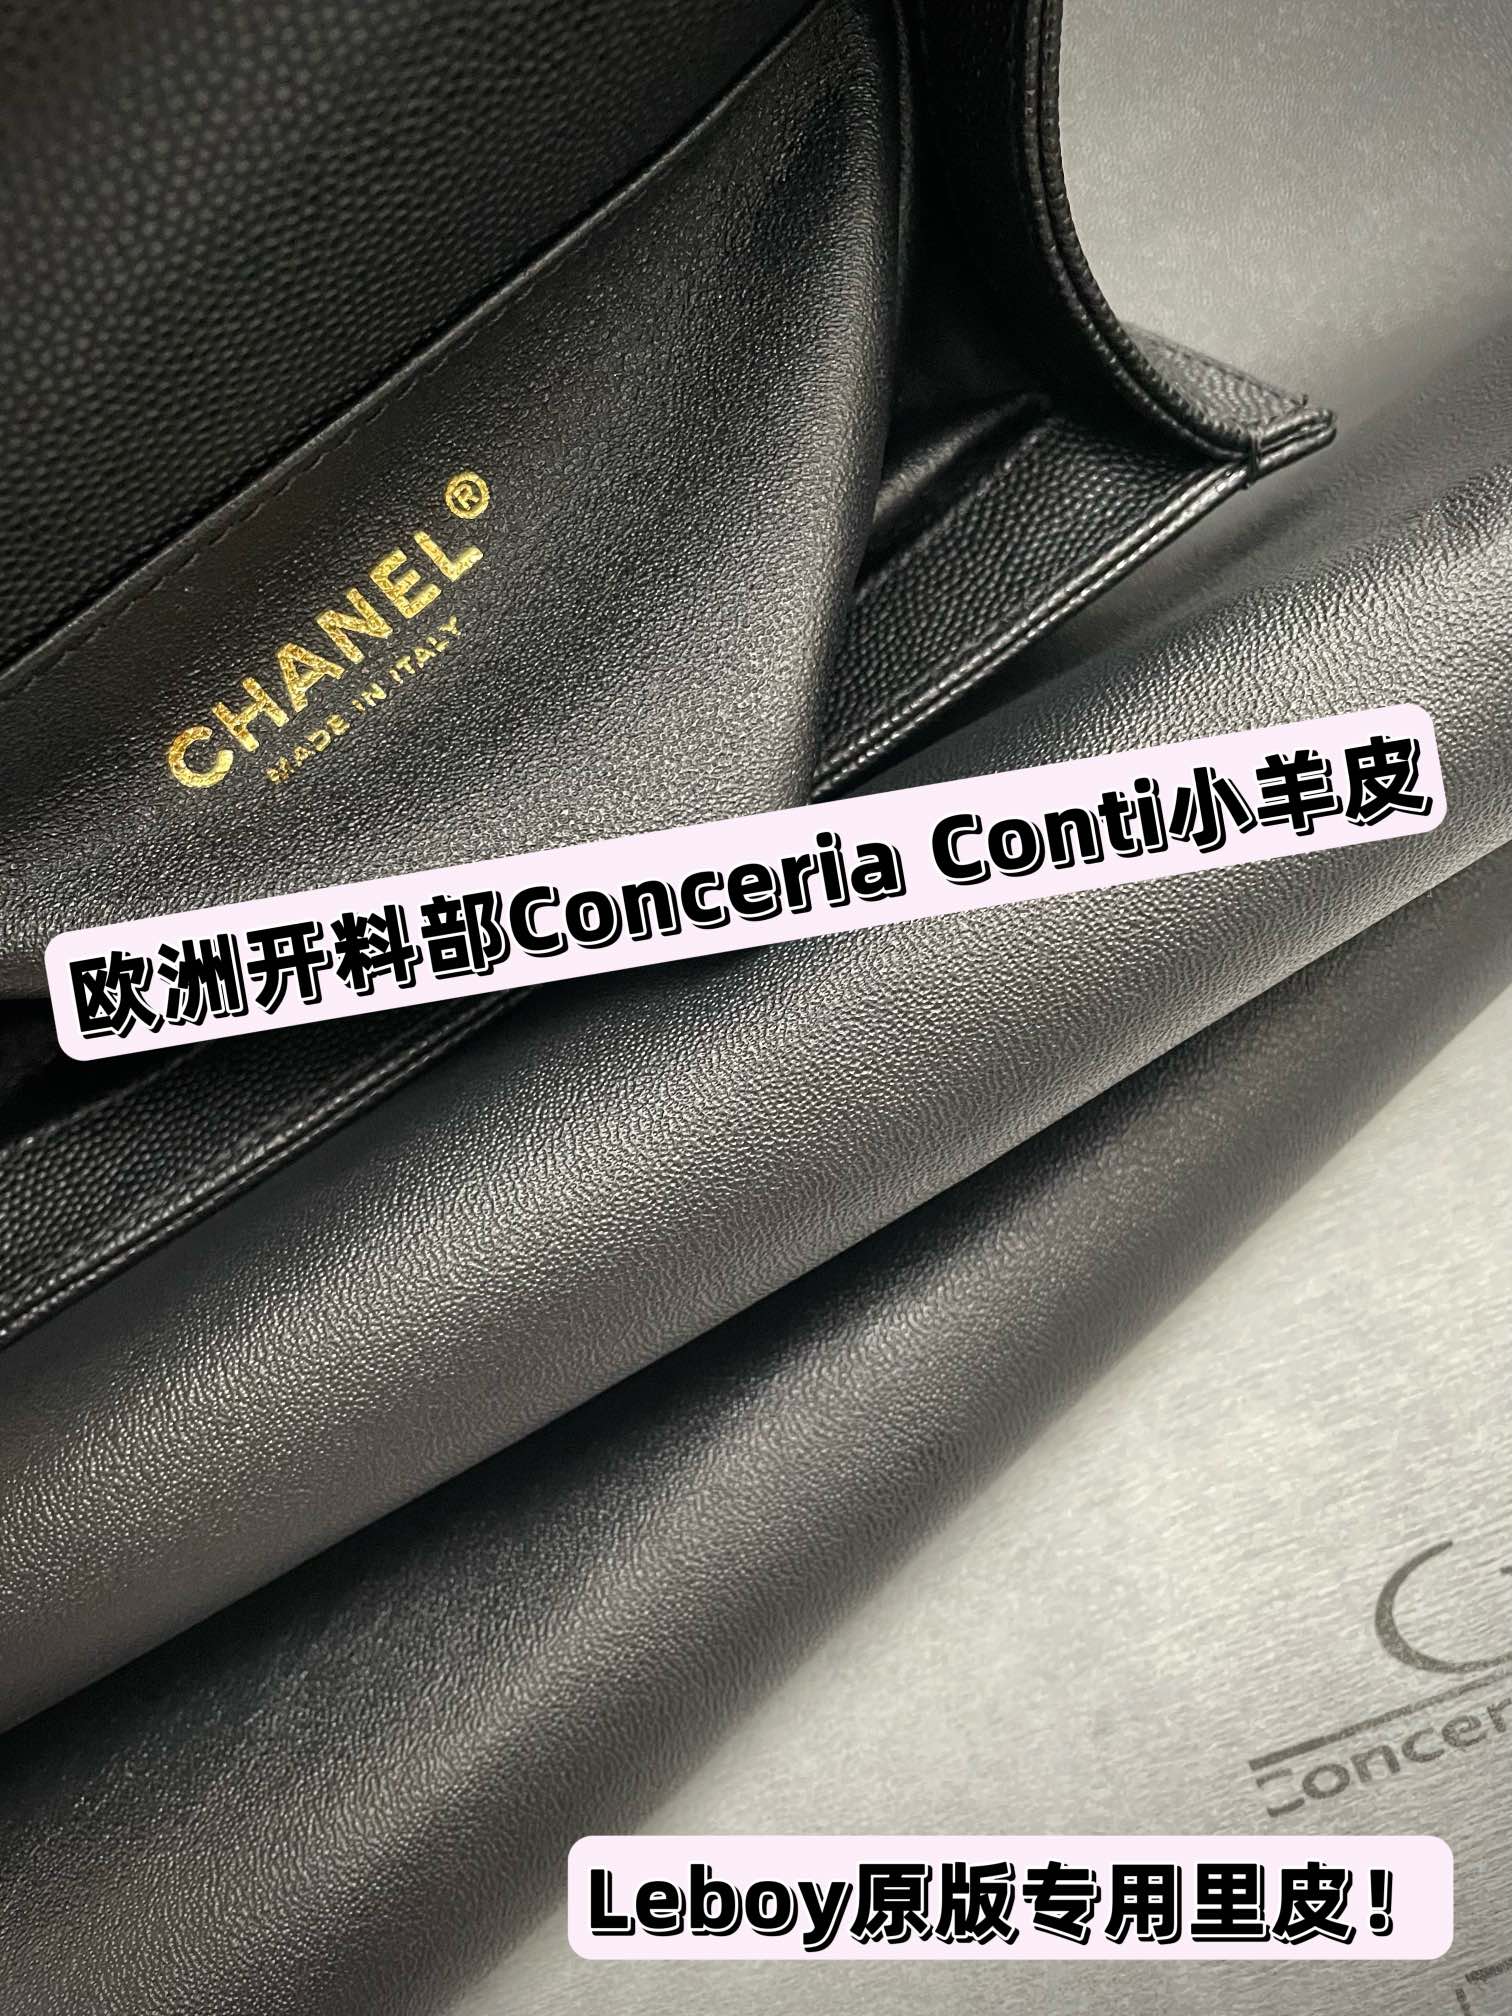 CHANEL®
MADE IN ITALY
欧洲开料部Conceria Conti小羊皮
Leboy原版专用里皮！